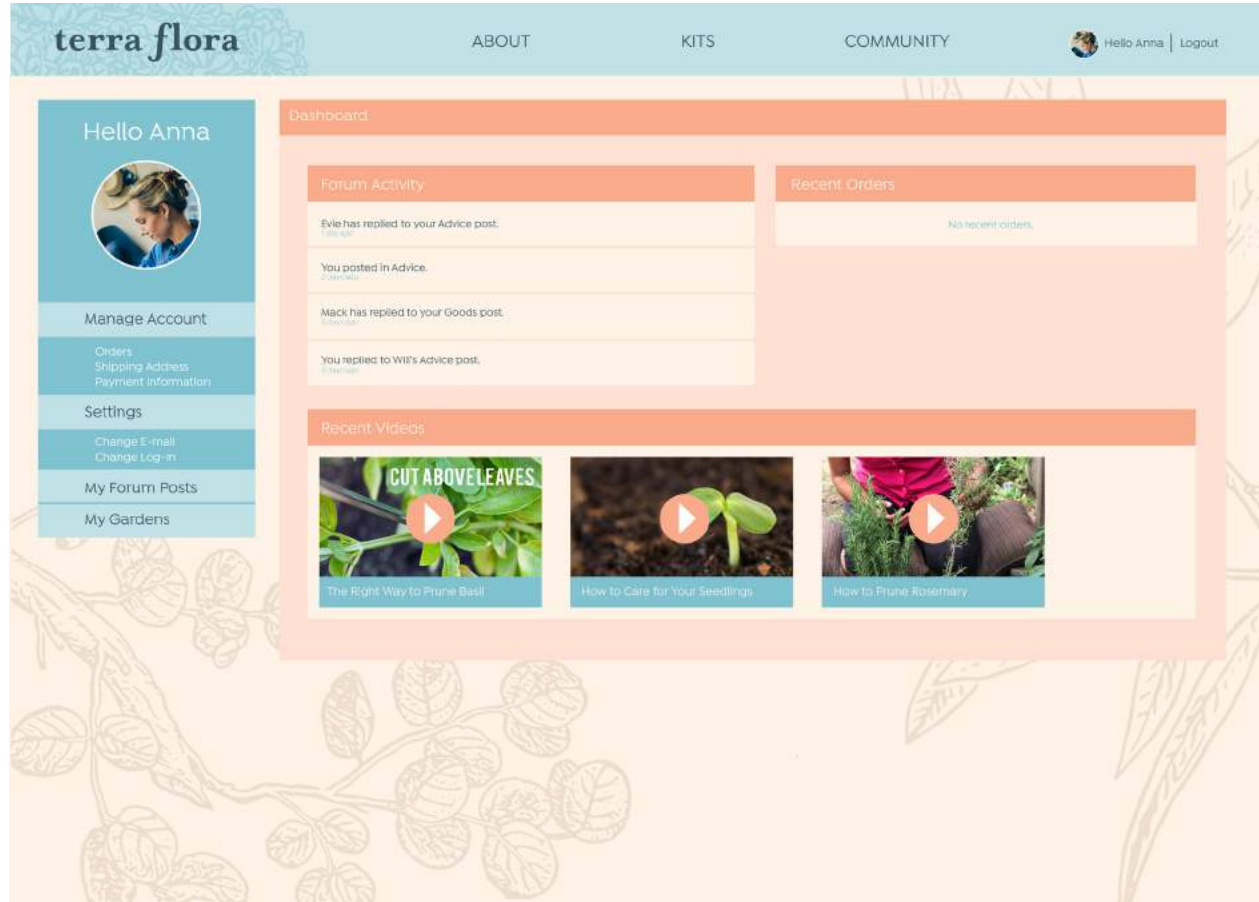 terra flora
ABOUT
KITS
COMMUNITY
Hello Anna | Logout
Hello Anna
Manage Account
Orders
Shipping Address
Payment Information
Settings
Change E-mail
Change Log-in
My Forum Posts
My Gardens
Dashboard
Forum Activity
Evie has replied to your Advice post.
You posted in Advice.
Mack has replied to your Goods post.
You replied to Will's Advice post.
Recent Orders
No recent orders.
Recent Videos
CUT ABOVE LEAVES
The Right Way to Prune Basil
How to Care for Your Seedlings
How to Prune Rosemary